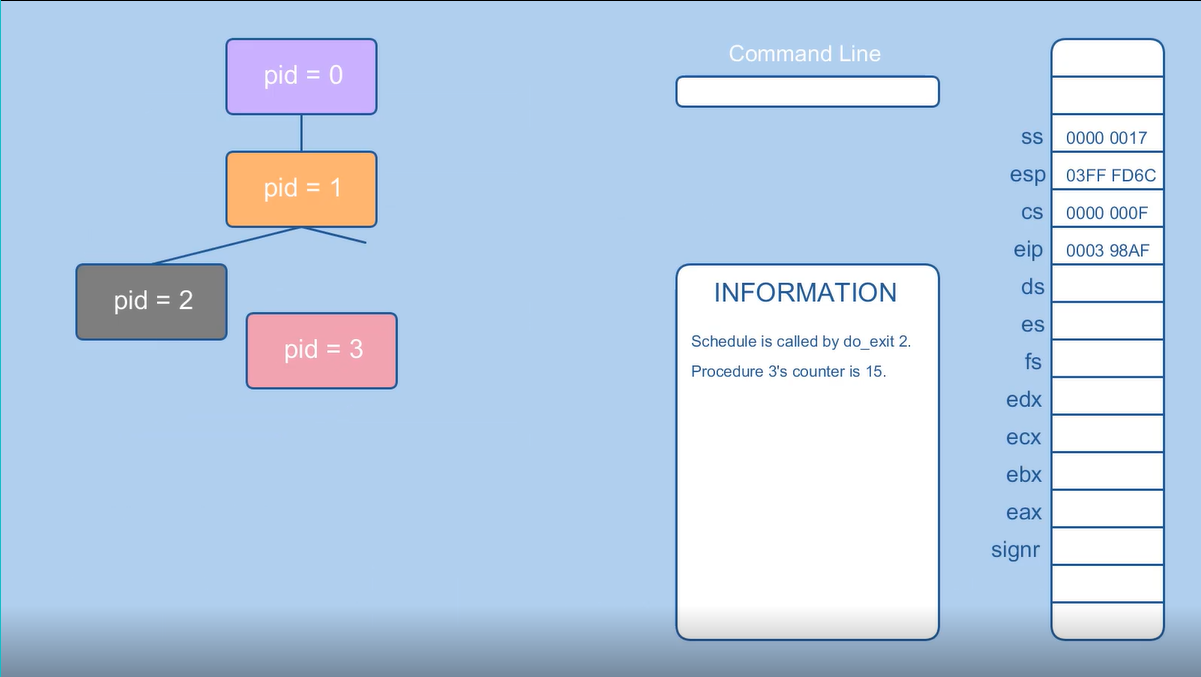 pid = 0
pid = 1
pid = 2
pid = 3
Command Line
INFORMATION
Schedule is called by do_exit 2.
Procedure 3's counter is 15.
ss 0000 0017
esp 03FF FD6C
cs 0000 000F
eip 0003 98AF
ds
es
fs
edx
ecx
ebx
eax
signr